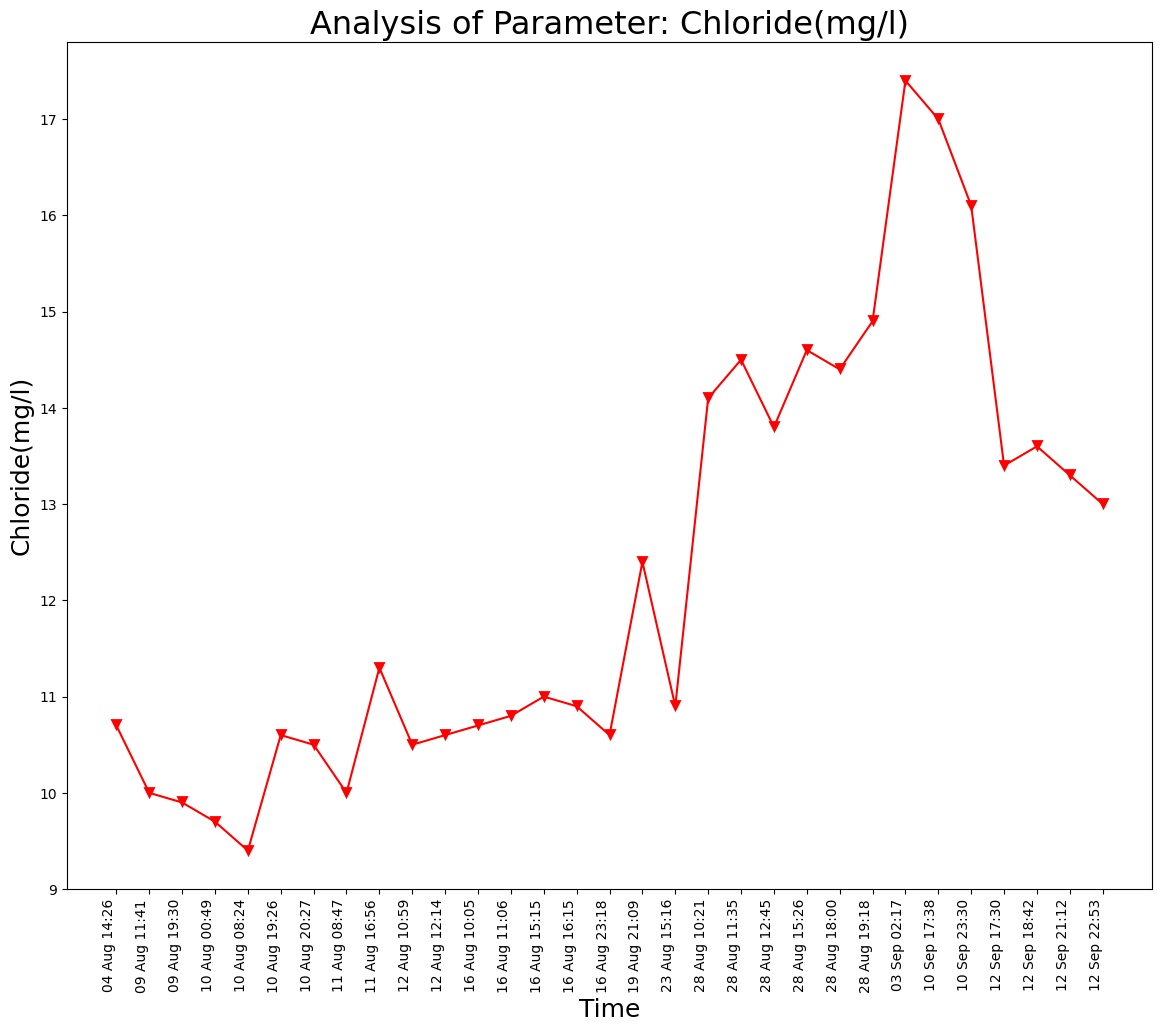 Analysis of Parameter: Chloride(mg/l)
Chloride(mg/l)
17
16
15
14
13
12
11
10
9
04 Aug 14:26
09 Aug 11:41
09 Aug 19:30
10 Aug 00:49
10 Aug 08:24
10 Aug 19:26
10 Aug 20:27
11 Aug 08:47
11 Aug 16:56
12 Aug 10:59
12 Aug 12:14
16 Aug 10:05
16 Aug 11:06
16 Aug 15:15
16 Aug 16:15
16 Aug 23:18
19 Aug 21:09
23 Aug 15:16
28 Aug 10:21
28 Aug 11:35
28 Aug 12:45
28 Aug 15:26
28 Aug 18:00
28 Aug 19:18
03 Sep 02:17
10 Sep 17:38
10 Sep 23:30
12 Sep 17:30
12 Sep 18:42
12 Sep 21:12
12 Sep 22:53
Time